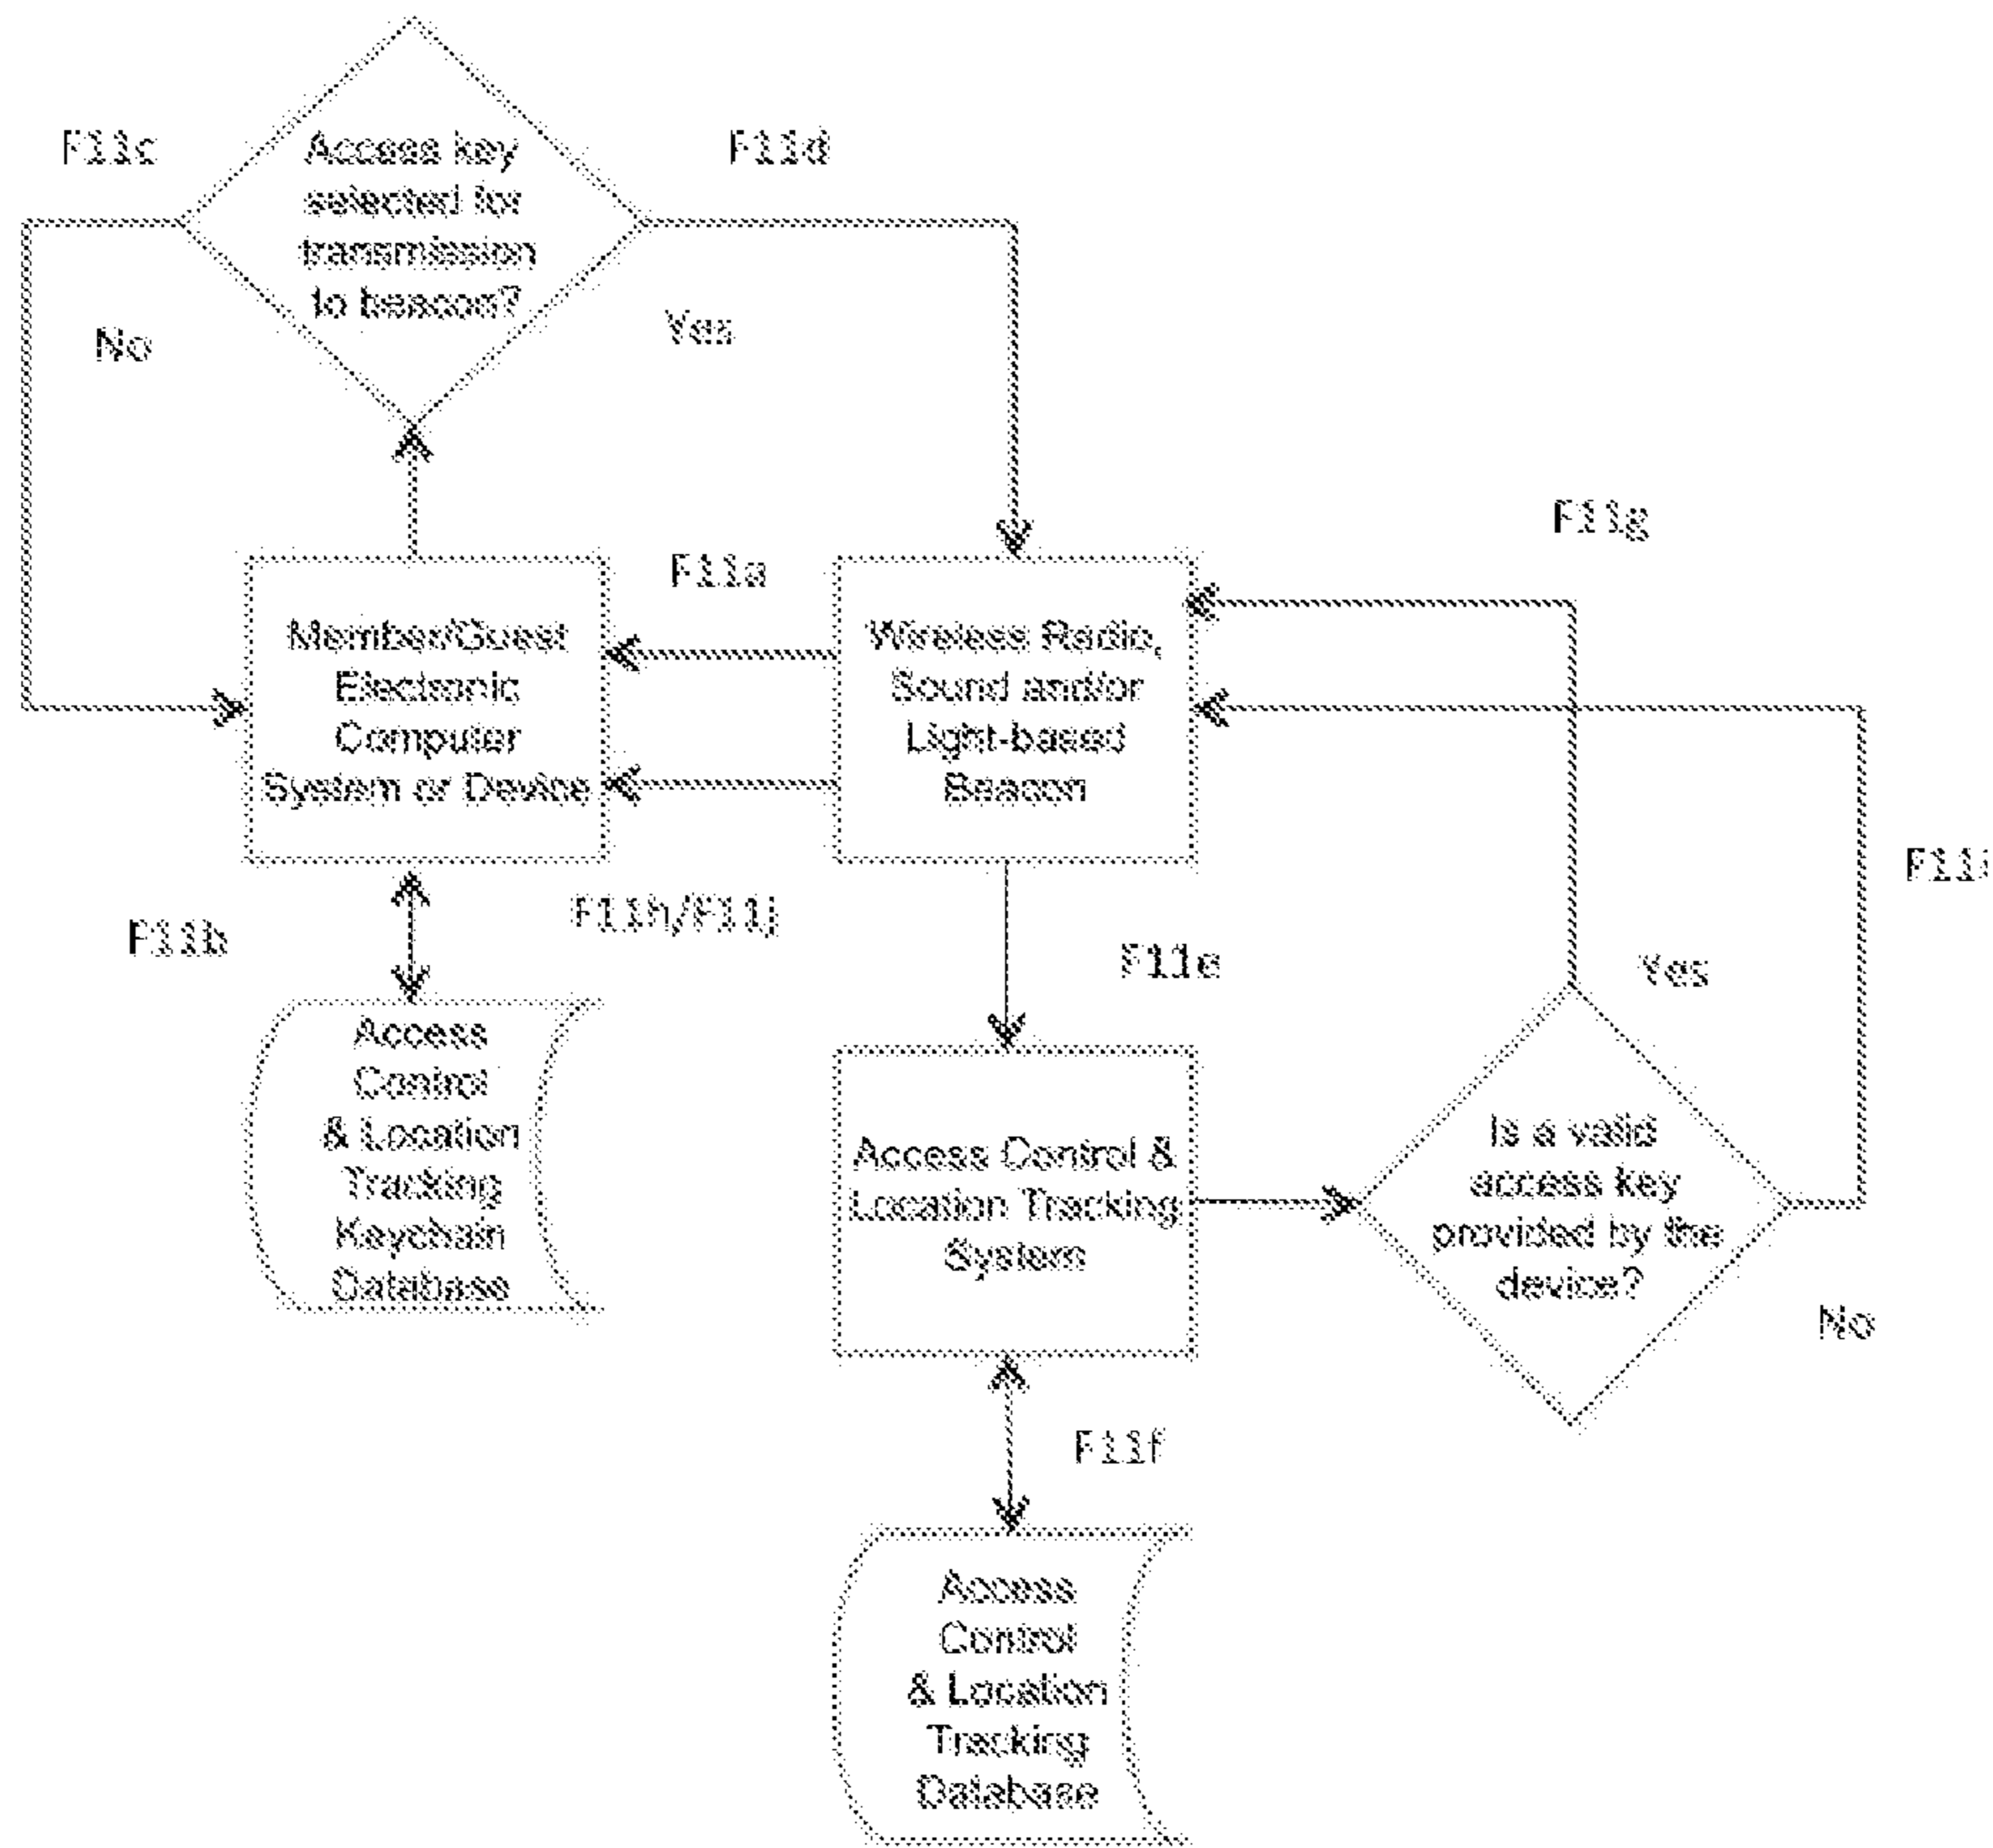 F11c
Access key
selected for
transmission
to beacon?
F11d
No
Yes
F11g
F11a
Member/Guest
Electronic
Computer
System or Device
Wireless Radio,
Sound and/or
Light-based
Beacon
F11i
F11b
F11h/F11j
F11e
Yes
Access
Control
& Location
Tracking
Keychain
Database
Access Control &
Location Tracking
System
Is a valid
access key
provided by the
device?
No
F11f
Access
Control
& Location
Tracking
Database